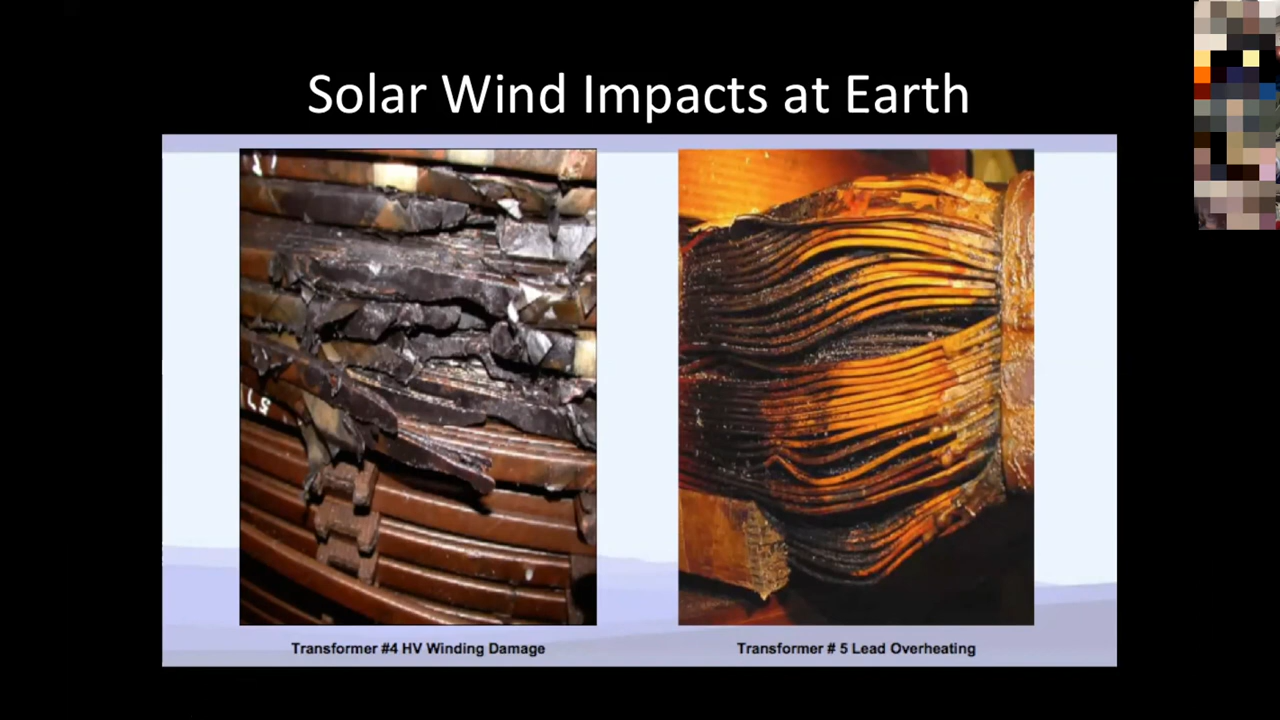 Solar Wind Impacts at Earth
Transformer #4 HV Winding Damage
Transformer # 5 Lead Overheating